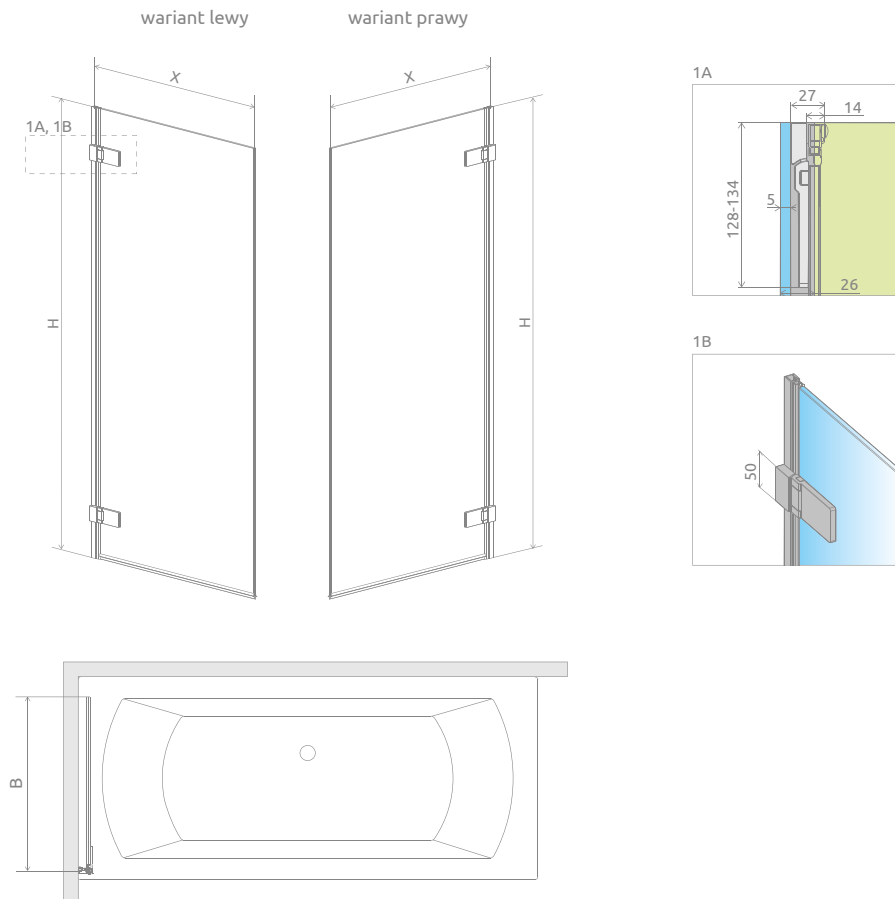 wariant lewy
wariant prawy
X
X
1A, 1B
H
H
1A
27
14
5
128-134
26
1B
50
B